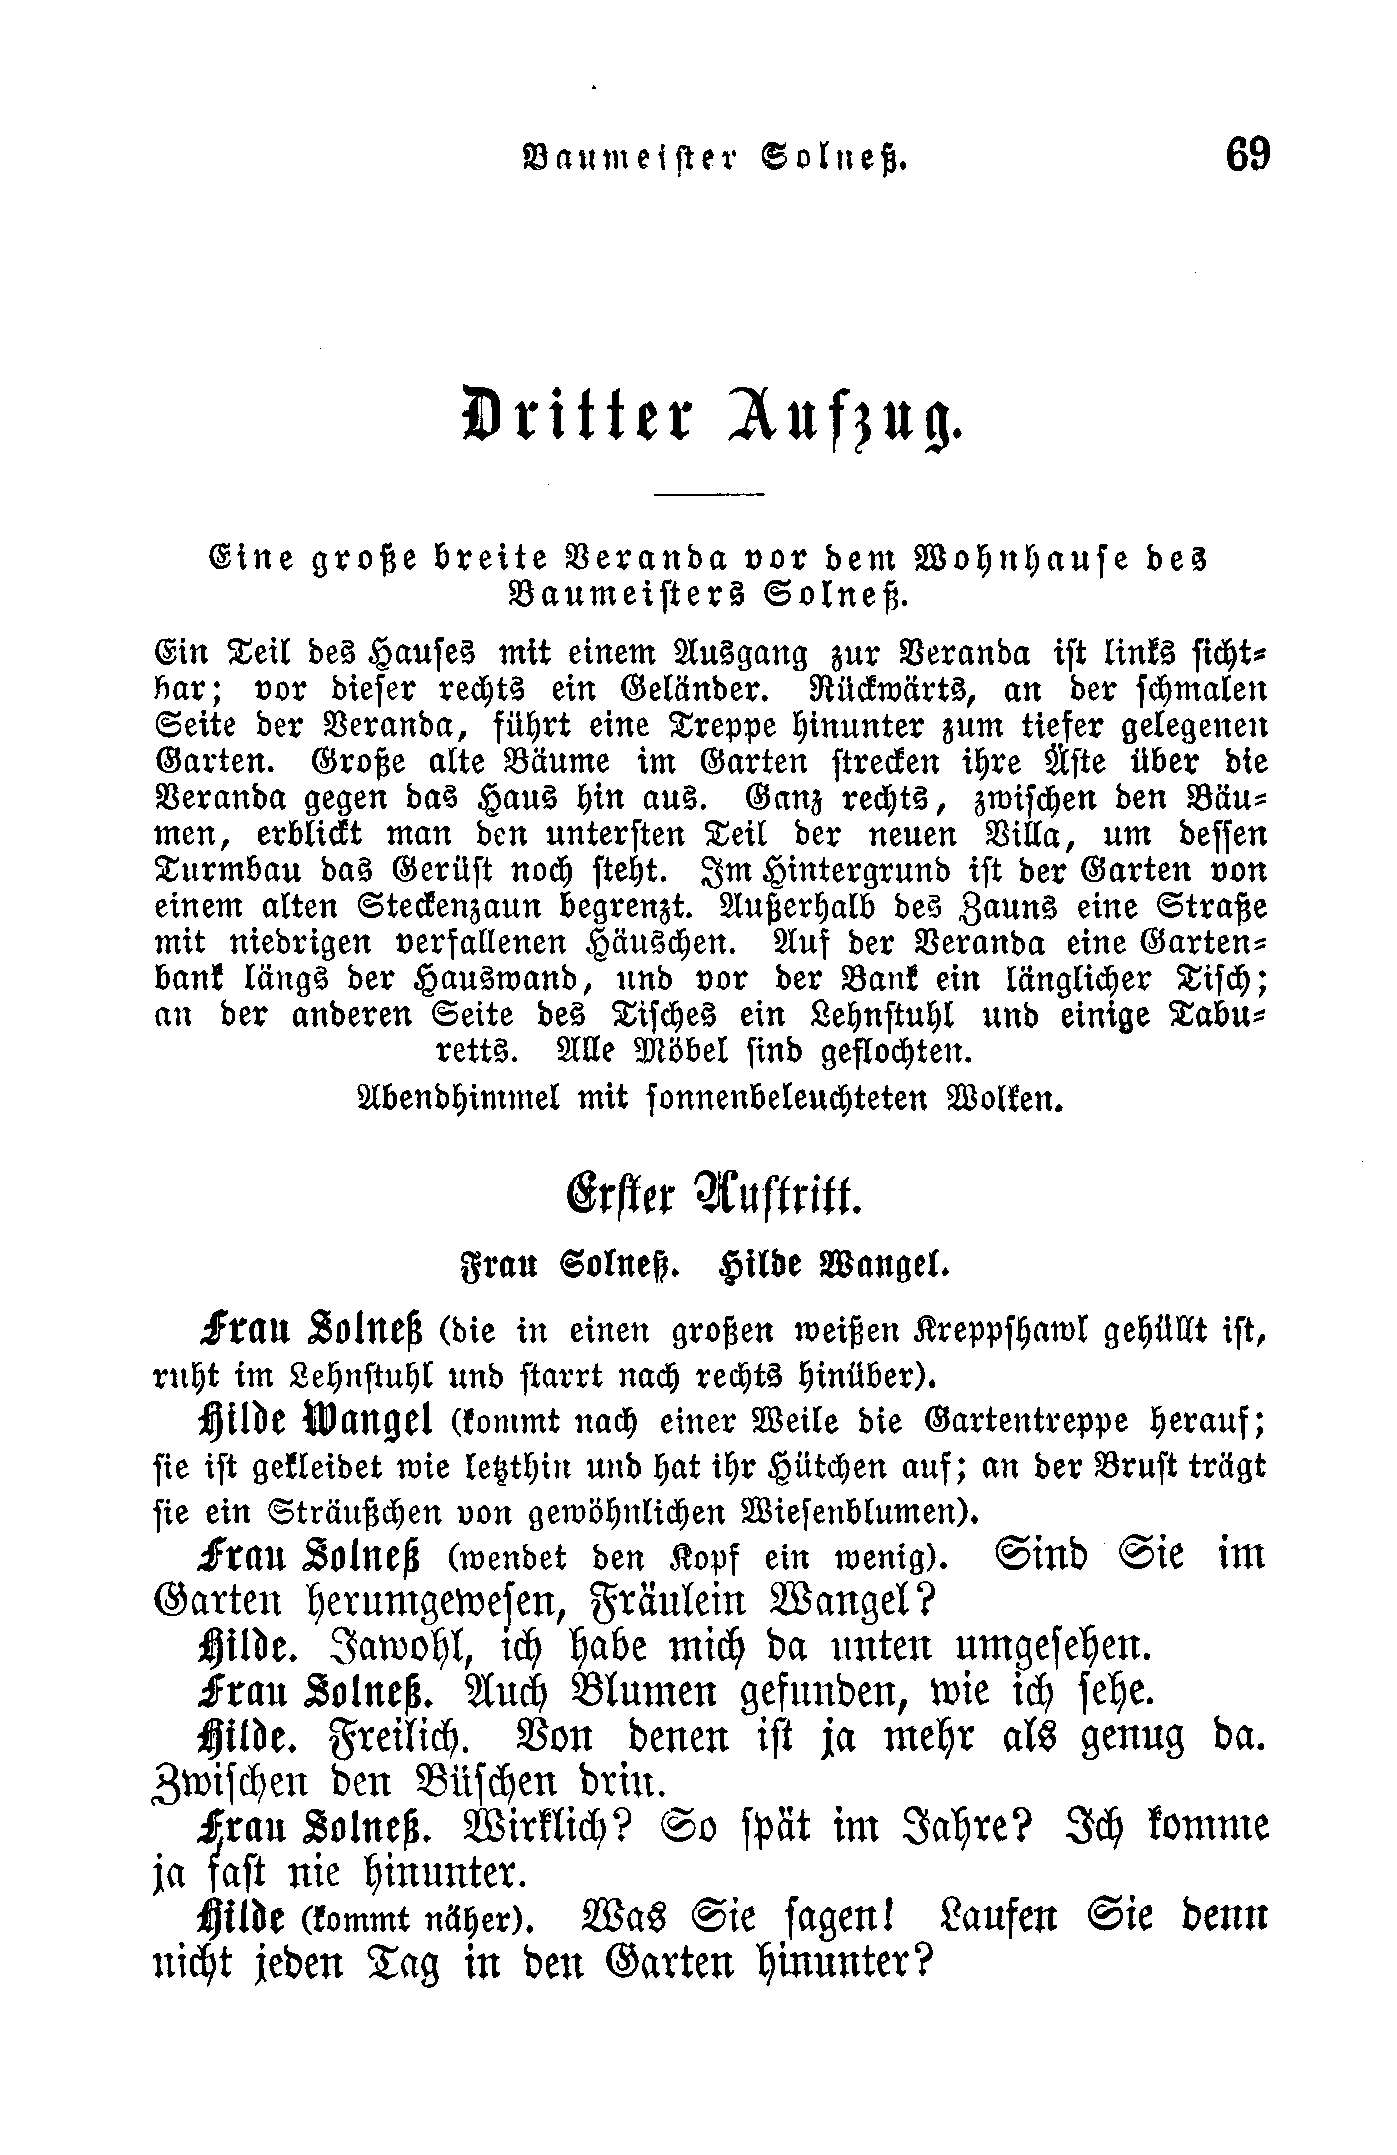 Baumeister Solneß. 69
Dritter Aufzug.
Eine große breite Veranda vor dem Wohnhause des
Baumeisters Solneß.
Ein Teil des Hauses mit einem Ausgang zur Veranda ist links sicht-
bar; vor dieser rechts ein Geländer. Rückwärts, an der schmalen
Seite der Veranda, führt eine Treppe hinunter zum tiefer gelegenen
Garten. Große alte Bäume im Garten strecken ihre Äste über die
Veranda gegen das Haus hin aus. Ganz rechts, zwischen den Bäu-
men, erblickt man den untersten Teil der neuen Villa, um dessen
Turmbau das Gerüst noch steht. Im Hintergrund ist der Garten von
einem alten Steckenzaun begrenzt. Außerhalb des Zauns eine Straße
mit niedrigen verfallenen Häuschen. Auf der Veranda eine Garten-
bank längs der Hauswand, und vor der Bank ein länglicher Tisch;
an der anderen Seite des Tisches ein Lehnstuhl und einige Tabu-
retts. Alle Möbel sind geflochten.
Abendhimmel mit sonnenbeleuchteten Wolken.
Erster Auftritt.
Frau Solneß. Hilde Wangel.
Frau Solneß (die in einen großen weißen Kreppshawl gehüllt ist,
ruht im Lehnstuhl und starrt nach rechts hinüber).
Hilde Wangel (kommt nach einer Weile die Gartentreppe herauf;
sie ist gekleidet wie letzthin und hat ihr Hütchen auf; an der Brust trägt
sie ein Sträußchen von gewöhnlichen Wiesenblumen).
Frau Solneß (wendet den Kopf ein wenig). Sind Sie im
Garten herumgewesen, Fräulein Wangel?
Hilde. Jawohl, ich habe mich da unten umgesehen.
Frau Solneß. Auch Blumen gefunden, wie ich sehe.
Hilde. Freilich. Von denen ist ja mehr als genug da.
Zwischen den Büschen drin.
Frau Solneß. Wirklich? So spät im Jahre? Ich komme
ja fast nie hinunter.
Hilde (kommt näher). Was Sie sagen! Laufen Sie denn
nicht jeden Tag in den Garten hinunter?